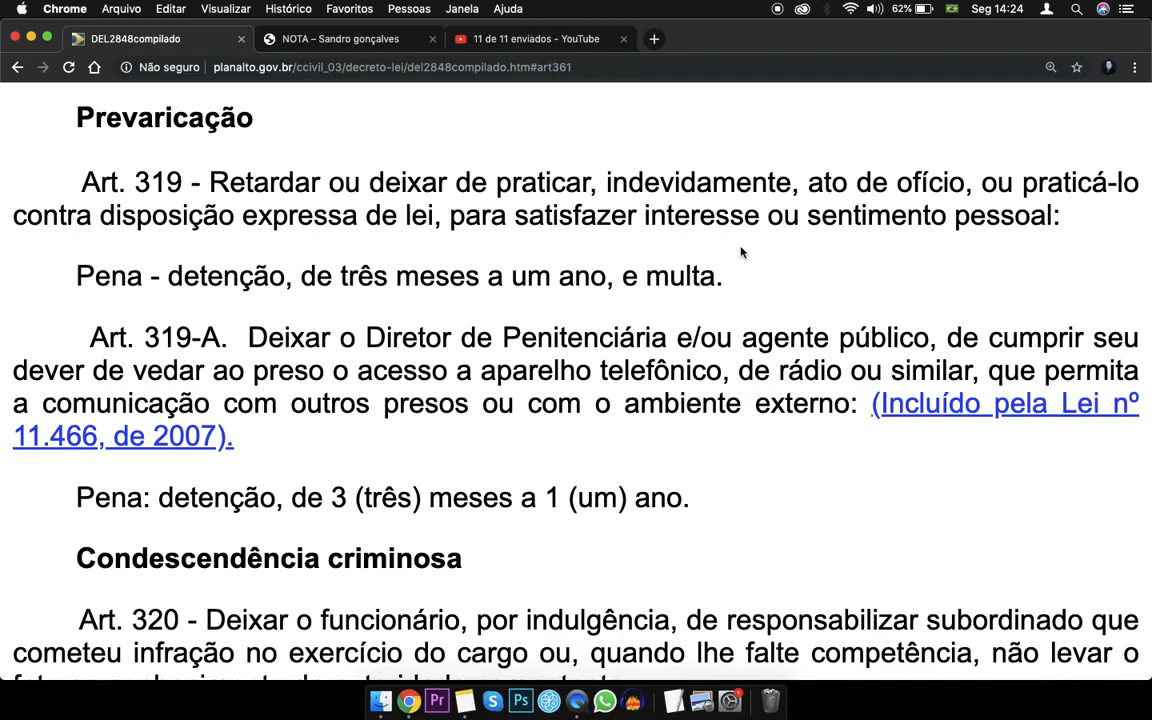 Chrome Arquivo Editar Visualizar Histórico Favoritos Pessoas Janela Ajuda 62% Seg 14:24
DEL2848compilado NOTA – Sandro gonçalves 11 de 11 enviados - YouTube
Não seguro planalto.gov.br/ccivil_03/decreto-lei/del2848compilado.htm#art361
Prevaricação
Art. 319 - Retardar ou deixar de praticar, indevidamente, ato de ofício, ou praticá-lo
contra disposição expressa de lei, para satisfazer interesse ou sentimento pessoal:
Pena - detenção, de três meses a um ano, e multa.
Art. 319-A. Deixar o Diretor de Penitenciária e/ou agente público, de cumprir seu
dever de vedar ao preso o acesso a aparelho telefônico, de rádio ou similar, que permita
a comunicação com outros presos ou com o ambiente externo: (Incluído pela Lei nº
11.466, de 2007).
Pena: detenção, de 3 (três) meses a 1 (um) ano.
Condescendência criminosa
Art. 320 - Deixar o funcionário, por indulgência, de responsabilizar subordinado que
cometeu infração no exercício do cargo ou, quando lhe falte competência, não levar o
Pr Ps